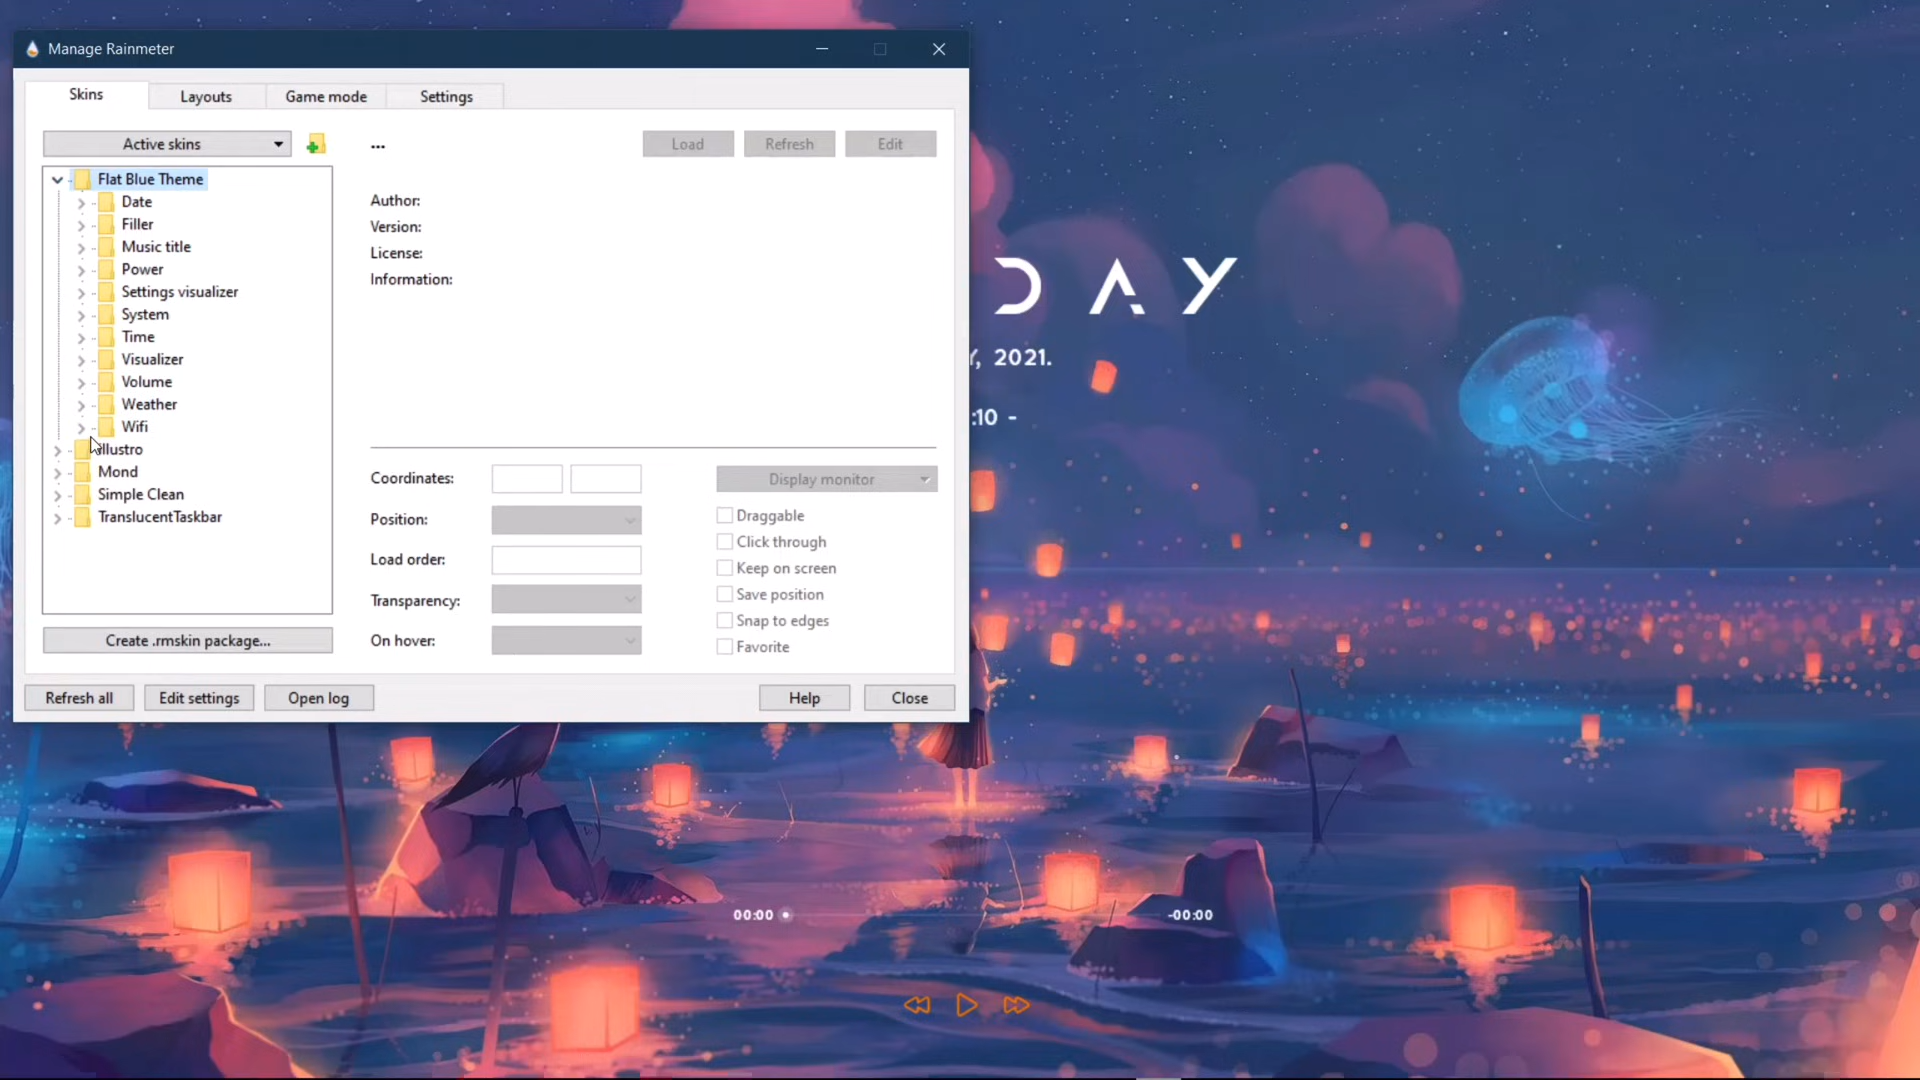 Manage Rainmeter
Skins
Layouts
Game mode
Settings
Active skins
...
Load
Refresh
Edit
Flat Blue Theme
Date
Filler
Music title
Power
Settings visualizer
System
Time
Visualizer
Volume
Weather
Wifi
illustro
Mond
Simple Clean
TranslucentTaskbar
Create .rmskin package...
Author:
Version:
License:
Information:
Coordinates:
Position:
Load order:
Transparency:
On hover:
Display monitor
Draggable
Click through
Keep on screen
Save position
Snap to edges
Favorite
Refresh all
Edit settings
Open log
Help
Close
DAY
, 2021.
:10 -
00:00
-00:00